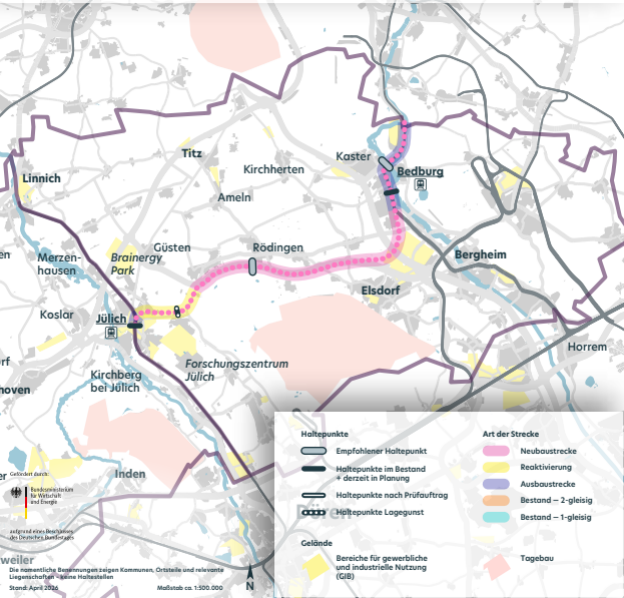 Titz
Kaster
Kirchherten
Bedburg
Linnich
Ameln
Güsten
Rödingen
Merzen-
hausen
Brainergy
Park
Bergheim
Elsdorf
Koslar
Jülich
Horrem
Forschungszentrum
Jülich
Kirchberg
bei Jülich
hoven
Inden
weiler
Haltepunkte
Empfohlener Haltepunkt
Haltepunkte im Bestand
+ derzeit in Planung
Haltepunkte nach Prüfauftrag
Haltepunkte Lagegunst
Gelände
Bereiche für gewerbliche
und industrielle Nutzung
(GIB)
Art der Strecke
Neubaustrecke
Reaktivierung
Ausbaustrecke
Bestand – 2-gleisig
Bestand – 1-gleisig
Tagebau
Gefördert durch:
Bundesministerium
für Wirtschaft
und Energie
aufgrund eines Beschlusses
des Deutschen Bundestages
Die namentliche Benennungen zeigen Kommunen, Ortsteile und relevante
Liegenschaften – keine Haltestellen
Stand: April 2026
Maßstab ca. 1:500.000
N